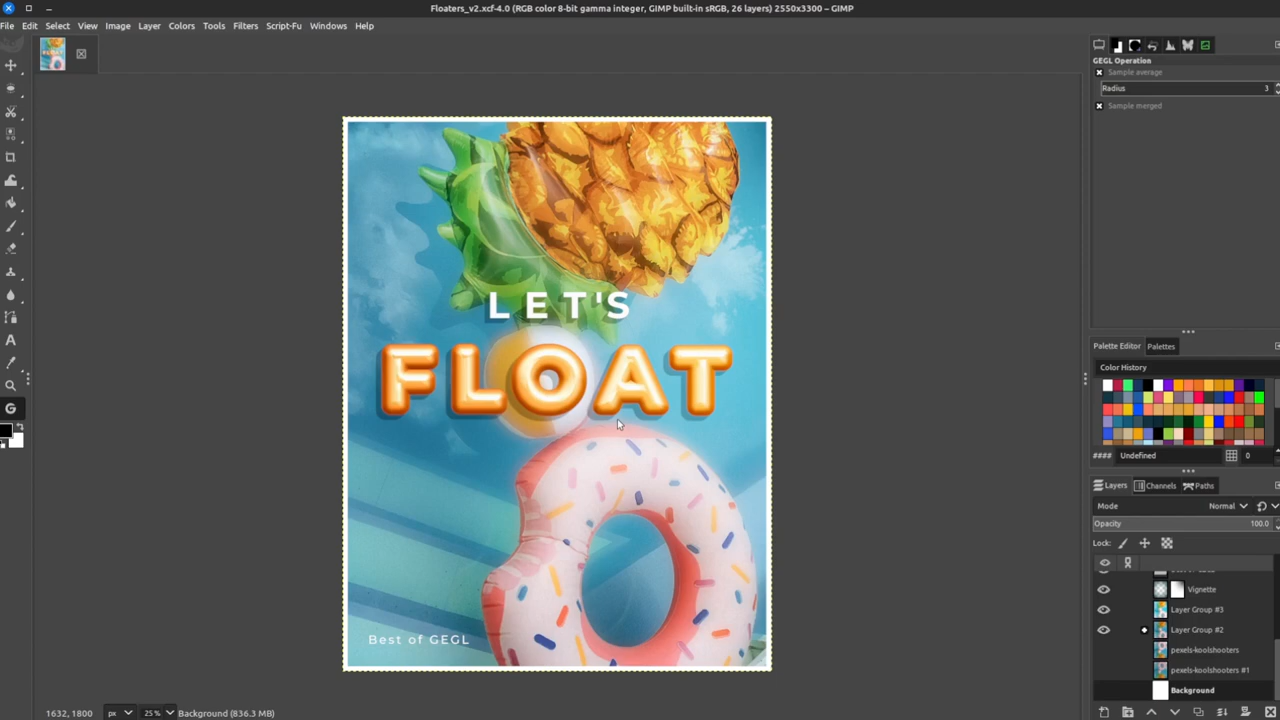 Floaters_v2.xcf-4.0 (RGB color 8-bit gamma integer, GIMP built-in sRGB, 26 layers) 2550x3300 – GIMP
File Edit Select View Image Layer Colors Tools Filters Script-Fu Windows Help
GEGL Operation
Sample average
Radius 3
Sample merged
LET'S
FLOAT
Best of GEGL
Palette Editor Palettes
Color History
#### Undefined 0
Layers Channels Paths
Mode Normal
Opacity 100.0
Lock:
Vignette
Layer Group #3
Layer Group #2
pexels-koolshooters
pexels-koolshooters #1
Background
1632, 1800 px 25% Background (836.3 MB)